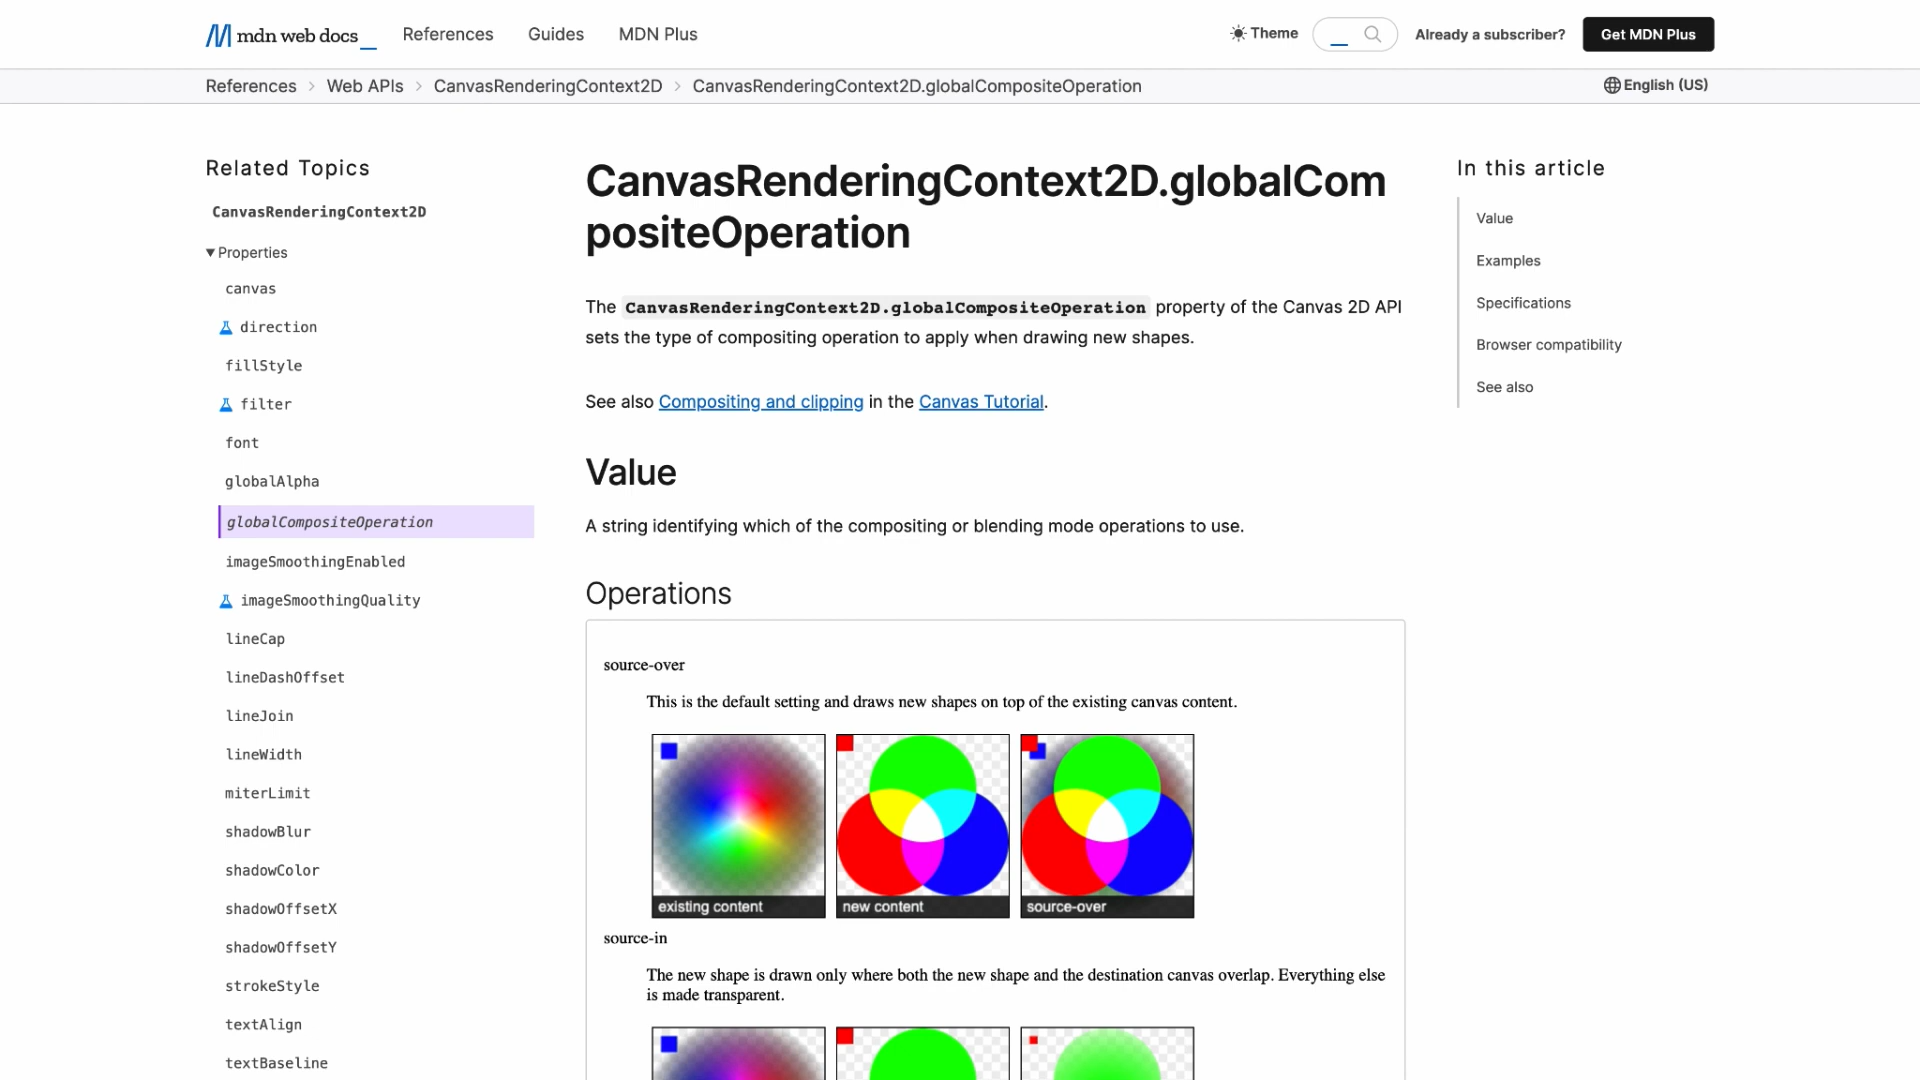 mdn web docs_
References
Guides
MDN Plus
Theme
Already a subscriber?
Get MDN Plus
References > Web APIs > CanvasRenderingContext2D > CanvasRenderingContext2D.globalCompositeOperation
English (US)
Related Topics
CanvasRenderingContext2D
Properties
canvas
direction
fillStyle
filter
font
globalAlpha
globalCompositeOperation
imageSmoothingEnabled
imageSmoothingQuality
lineCap
lineDashOffset
lineJoin
lineWidth
miterLimit
shadowBlur
shadowColor
shadowOffsetX
shadowOffsetY
strokeStyle
textAlign
textBaseline
CanvasRenderingContext2D.globalCom
positeOperation
The CanvasRenderingContext2D.globalCompositeOperation property of the Canvas 2D API
sets the type of compositing operation to apply when drawing new shapes.
See also Compositing and clipping in the Canvas Tutorial.
Value
A string identifying which of the compositing or blending mode operations to use.
Operations
source-over
This is the default setting and draws new shapes on top of the existing canvas content.
existing content
new content
source-over
source-in
The new shape is drawn only where both the new shape and the destination canvas overlap. Everything else
is made transparent.
In this article
Value
Examples
Specifications
Browser compatibility
See also